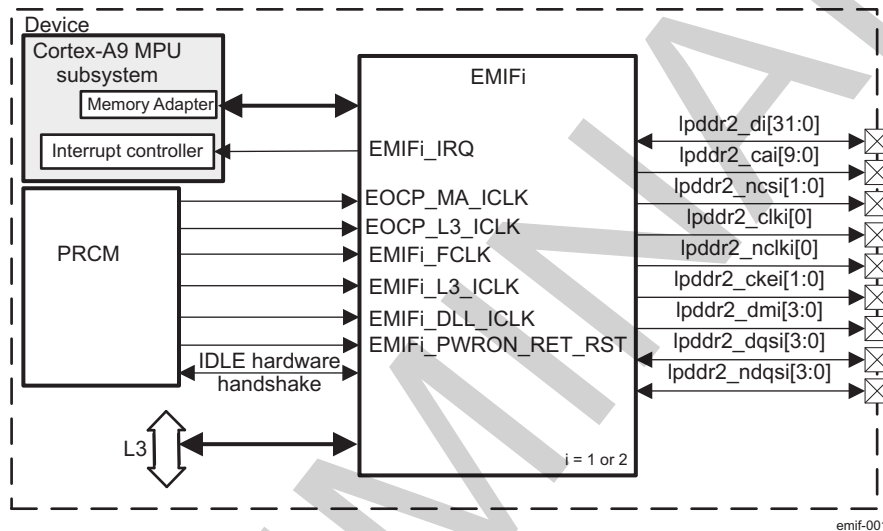 Device
Cortex-A9 MPU
subsystem
Memory Adapter
Interrupt controller
PRCM
L3
EMIFi
EMIFi_IRQ
EOCP_MA_ICLK
EOCP_L3_ICLK
EMIFi_FCLK
EMIFi_L3_ICLK
EMIFi_DLL_ICLK
EMIFi_PWRON_RET_RST
IDLE hardware
handshake
i = 1 or 2
lpddr2_di[31:0]
lpddr2_cai[9:0]
lpddr2_ncsi[1:0]
lpddr2_clki[0]
lpddr2_nclki[0]
lpddr2_ckei[1:0]
lpddr2_dmi[3:0]
lpddr2_dqsi[3:0]
lpddr2_ndqsi[3:0]
emif-001